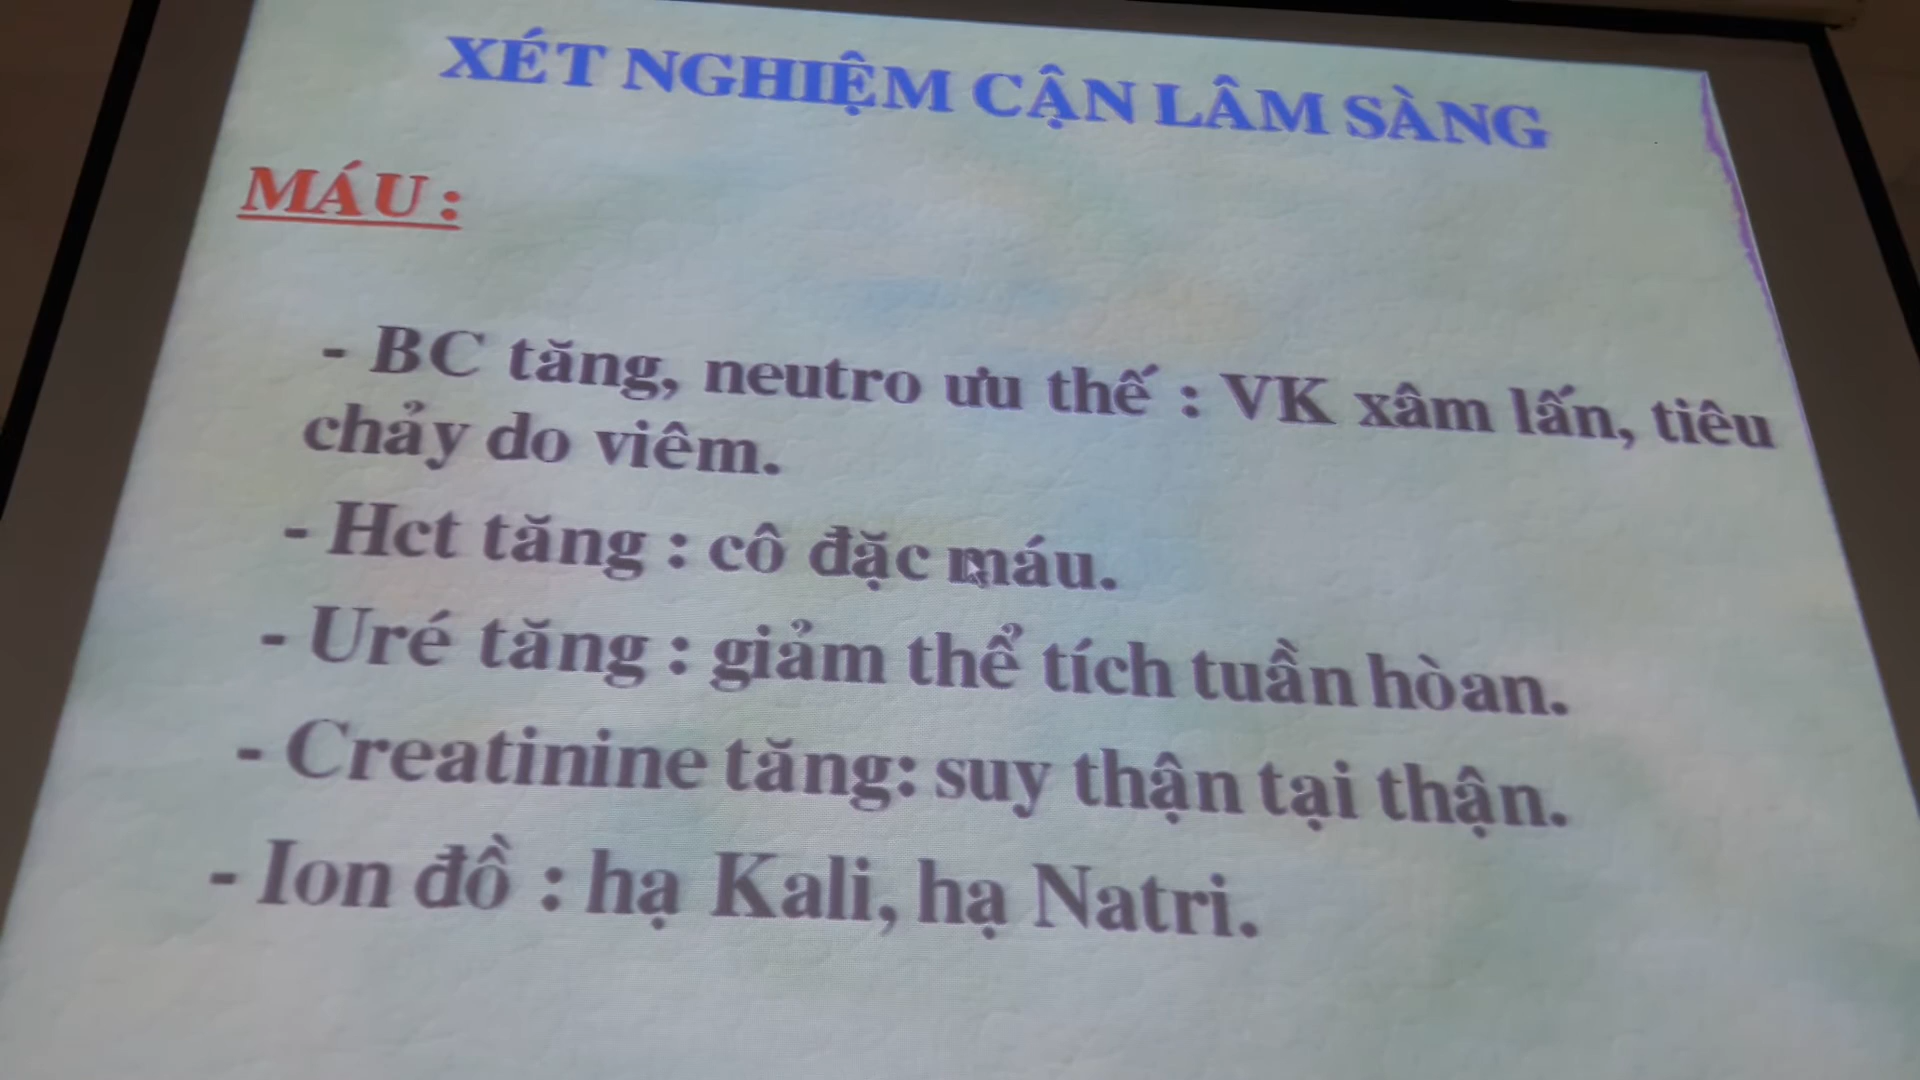 XÉT NGHIỆM CẬN LÂM SÀNG
MÁU :
- BC tăng, neutro ưu thế : VK xâm lấn, tiêu
chảy do viêm.
- Hct tăng : cô đặc máu.
- Uré tăng : giảm thể tích tuần hòan.
- Creatinine tăng: suy thận tại thận.
- Ion đồ : hạ Kali, hạ Natri.